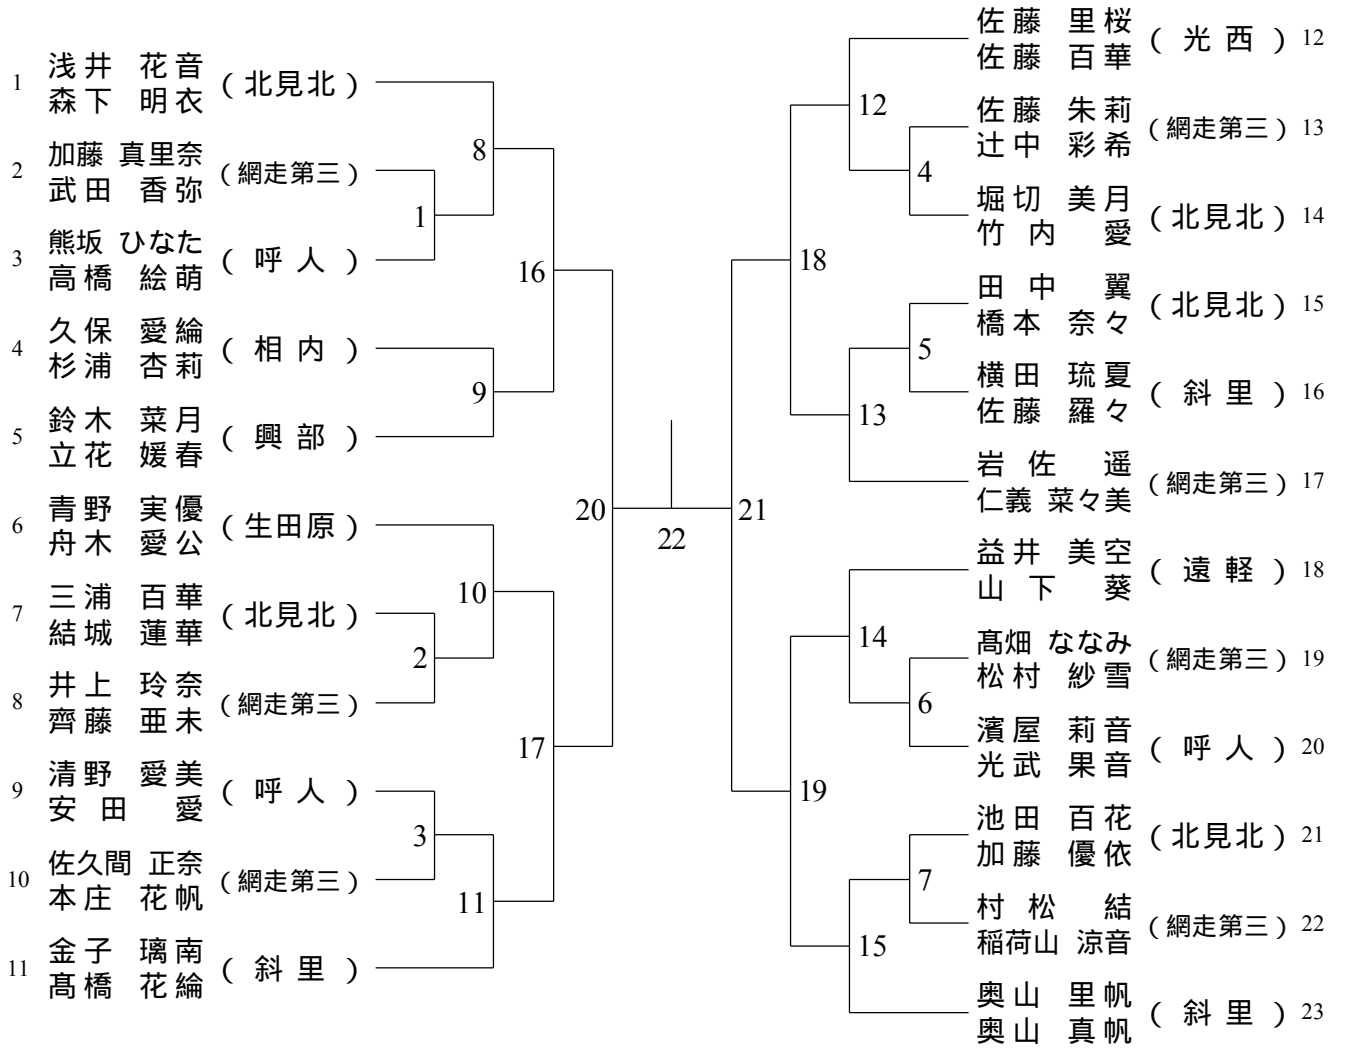 1 浅井 花音 (北見北)
森下 明衣
2 加藤 真里奈 (網走第三)
武田 香弥
3 熊坂 ひなた (呼人)
高橋 絵萌
4 久保 愛綸 (相内)
杉浦 杏莉
5 鈴木 菜月 (興部)
立花 媛春
6 青野 実優 (生田原)
舟木 愛公
7 三浦 百華 (北見北)
結城 蓮華
8 井上 玲奈 (網走第三)
齊藤 亜未
9 清野 愛美 (呼人)
安田 愛
10 佐久間 正奈 (網走第三)
本庄 花帆
11 金子 璃南 (斜里)
髙橋 花綸
1
2
3
8
9
10
11
16
17
20
22
21
18
19
12
13
14
15
4
5
6
7
佐藤 里桜 (光西) 12
佐藤 百華
佐藤 朱莉 (網走第三) 13
辻中 彩希
堀切 美月 (北見北) 14
竹内 愛
田中 翼 (北見北) 15
橋本 奈々
横田 琉夏 (斜里) 16
佐藤 羅々
岩佐 遥 (網走第三) 17
仁義 菜々美
益井 美空 (遠軽) 18
山下 葵
髙畑 ななみ (網走第三) 19
松村 紗雪
濱屋 莉音 (呼人) 20
光武 果音
池田 百花 (北見北) 21
加藤 優依
村松 結 (網走第三) 22
稲荷山 涼音
奥山 里帆 (斜里) 23
奥山 真帆